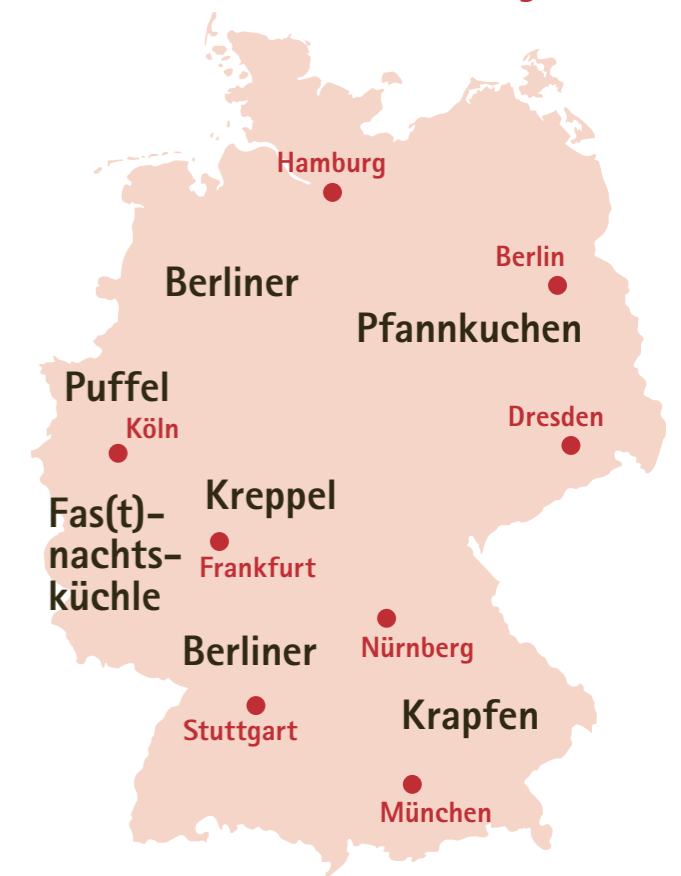 Hamburg
Berlin
Berliner
Pfannkuchen
Puffel
Köln
Dresden
Kreppel
Fas(t)-
nachts-
küchle
Frankfurt
Berliner
Nürnberg
Stuttgart
Krapfen
München